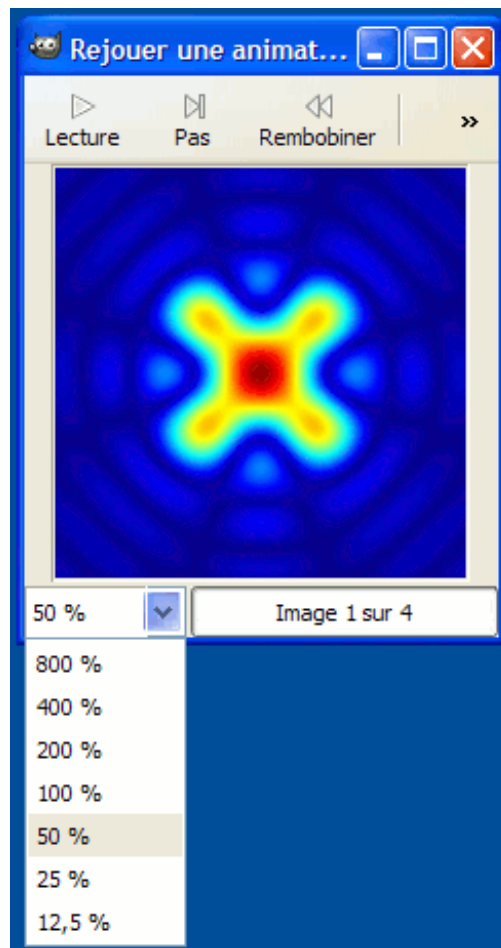 Rejouer une animat...
Lecture Pas Rembobiner »
50 % Image 1 sur 4
800 %
400 %
200 %
100 %
50 %
25 %
12,5 %